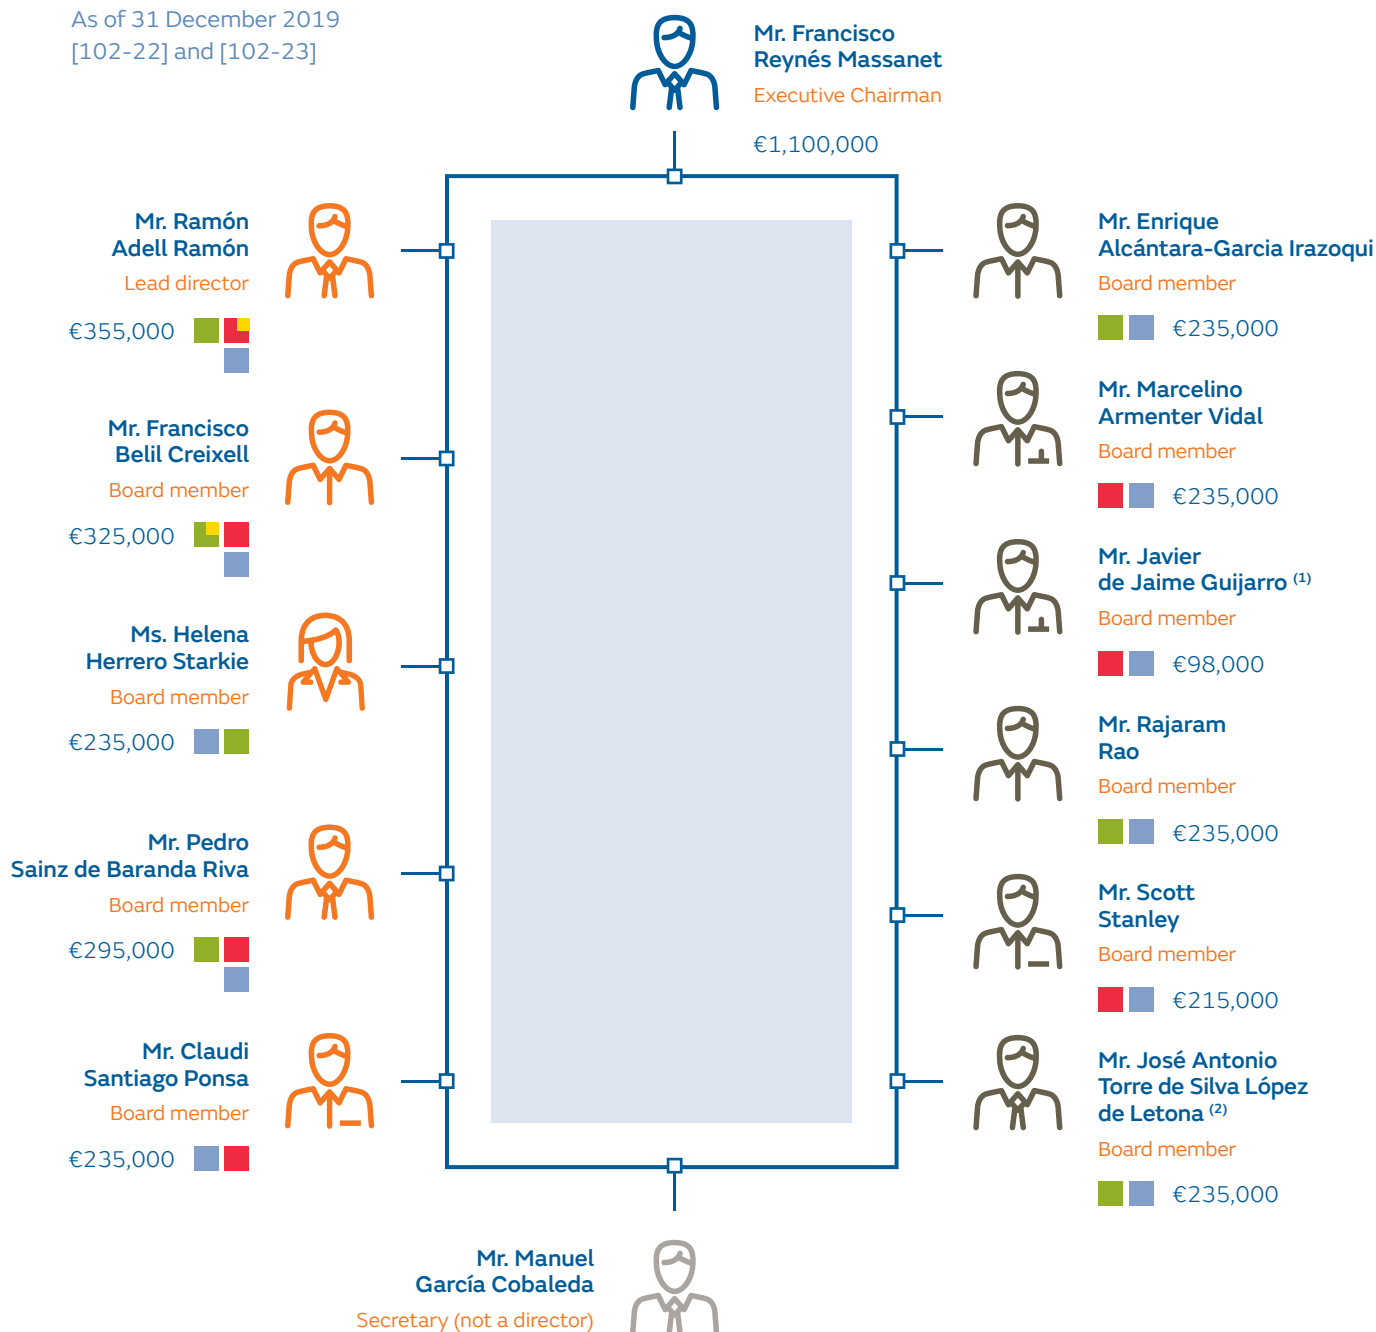 As of 31 December 2019
[102-22] and [102-23]
Mr. Francisco
Reynés Massanet
Executive Chairman
€1,100,000
Mr. Ramón
Adell Ramón
Lead director
€355,000
Mr. Francisco
Belil Creixell
Board member
€325,000
Ms. Helena
Herrero Starkie
Board member
€235,000
Mr. Pedro
Sainz de Baranda Riva
Board member
€295,000
Mr. Claudi
Santiago Ponsa
Board member
€235,000
Mr. Enrique
Alcántara-Garcia Irazoqui
Board member
€235,000
Mr. Marcelino
Armenter Vidal
Board member
€235,000
Mr. Javier
de Jaime Guijarro (1)
Board member
€98,000
Mr. Rajaram
Rao
Board member
€235,000
Mr. Scott
Stanley
Board member
€215,000
Mr. José Antonio
Torre de Silva López
de Letona (2)
Board member
€235,000
Mr. Manuel
García Cobaleda
Secretary (not a director)